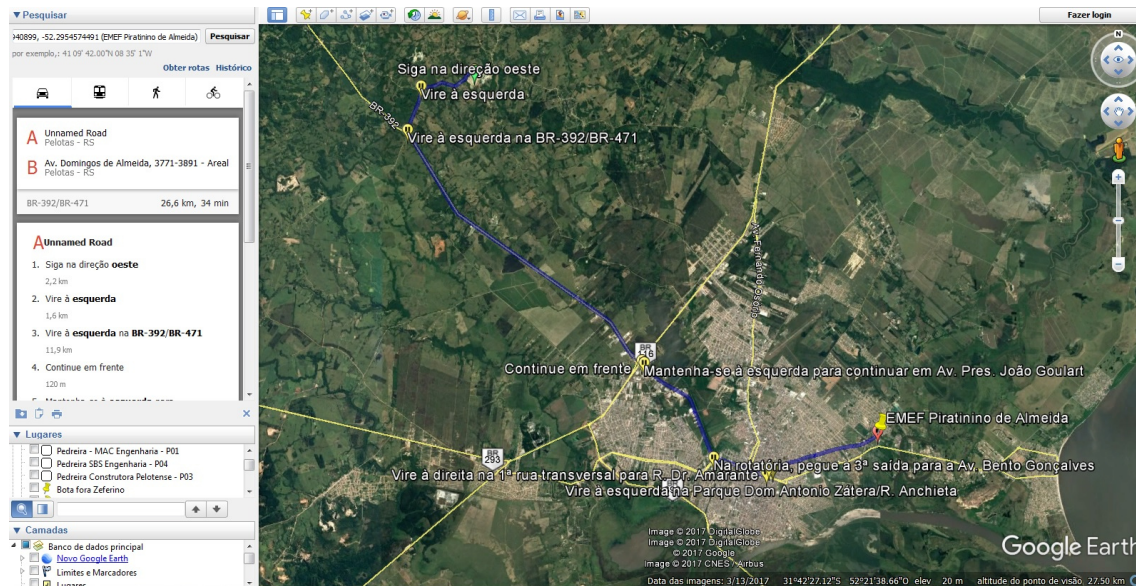 Pesquisar
40899, -52.2954574491 (EMEF Piratinino de Almeida)
Pesquisar
por exemplo,: 41 09' 42.00"N 08 35' 1"W
Obter rotas Histórico
A Unnamed Road
Pelotas - RS
B Av. Domingos de Almeida, 3771-3891 - Areal
Pelotas - RS
BR-392/BR-471 26,6 km, 34 min
A Unnamed Road
1. Siga na direção oeste
2,2 km
2. Vire à esquerda
1,6 km
3. Vire à esquerda na BR-392/BR-471
11,9 km
4. Continue em frente
120 m
Lugares
Pedreira - MAC Engenharia - P01
Pedreira SBS Engenharia - P04
Pedreira Construtora Pelotense - P03
Bota fora Zeferino
Camadas
Banco de dados principal
Novo Google Earth
Limites e Marcadores
Lugares
Fazer login
N
Siga na direção oeste
Vire à esquerda
BR-392
Vire à esquerda na BR-392/BR-471
Av. Fernando Osório
BR
116
Continue em frente
Mantenha-se à esquerda para continuar em Av. Pres. João Goulart
EMEF Piratinino de Almeida
BR
293
Na rotatória, pegue a 3ª saída para a Av. Bento Gonçalves
Vire à direita na 1ª rua transversal para R. Dr. Amarante
Vire à esquerda na Parque Dom Antonio Zátera/R. Anchieta
Image © 2017 DigitalGlobe
Image © 2017 DigitalGlobe
© 2017 Google
Image © 2017 CNES / Airbus
Google Earth
Data das imagens: 3/13/2017 31°42'27.12"S 52°21'38.66"O elev 20 m altitude do ponto de visão: 27.50 km